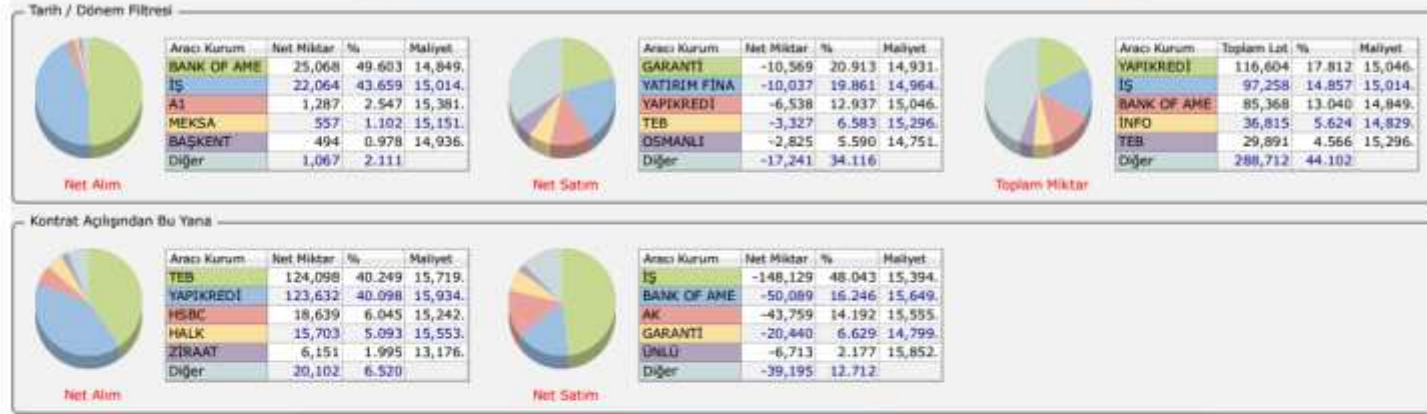 Tarih / Dönem Filtresi
Aracı Kurum Net Miktar % Maliyet
BANK OF AME 25,068 49.603 14,849.
İŞ 22,064 43.659 15,014.
A1 1,287 2.547 15,381.
MEKSA 557 1.102 15,151.
BAŞKENT 494 0.978 14,936.
Diğer 1,067 2.111
Net Alım
Aracı Kurum Net Miktar % Maliyet
GARANTİ -10,569 20.913 14,931.
YATIRIM FİNA -10,037 19.861 14,964.
YAPIKREDİ -6,538 12.937 15,046.
TEB -3,327 6.583 15,296.
OSMANLI -2,825 5.590 14,751.
Diğer -17,241 34.116
Net Satım
Aracı Kurum Toplam Lot % Maliyet
YAPIKREDİ 116,604 17.812 15,046.
İŞ 97,258 14.857 15,014.
BANK OF AME 85,368 13.040 14,849.
İNFO 36,815 5.624 14,829.
TEB 29,891 4.566 15,296.
Diğer 288,712 44.102
Toplam Miktar
Kontrat Açılışından Bu Yana
Aracı Kurum Net Miktar % Maliyet
TEB 124,098 40.249 15,719.
YAPIKREDİ 123,632 40.098 15,934.
HSBC 18,639 6.045 15,242.
HALK 15,703 5.093 15,553.
ZİRAAT 6,151 1.995 13,176.
Diğer 20,102 6.520
Net Alım
Aracı Kurum Net Miktar % Maliyet
İŞ -148,129 48.043 15,394.
BANK OF AME -50,089 16.246 15,649.
AK -43,759 14.192 15,555.
GARANTİ -20,440 6.629 14,799.
ÜNLÜ -6,713 2.177 15,852.
Diğer -39,195 12.712
Net Satım